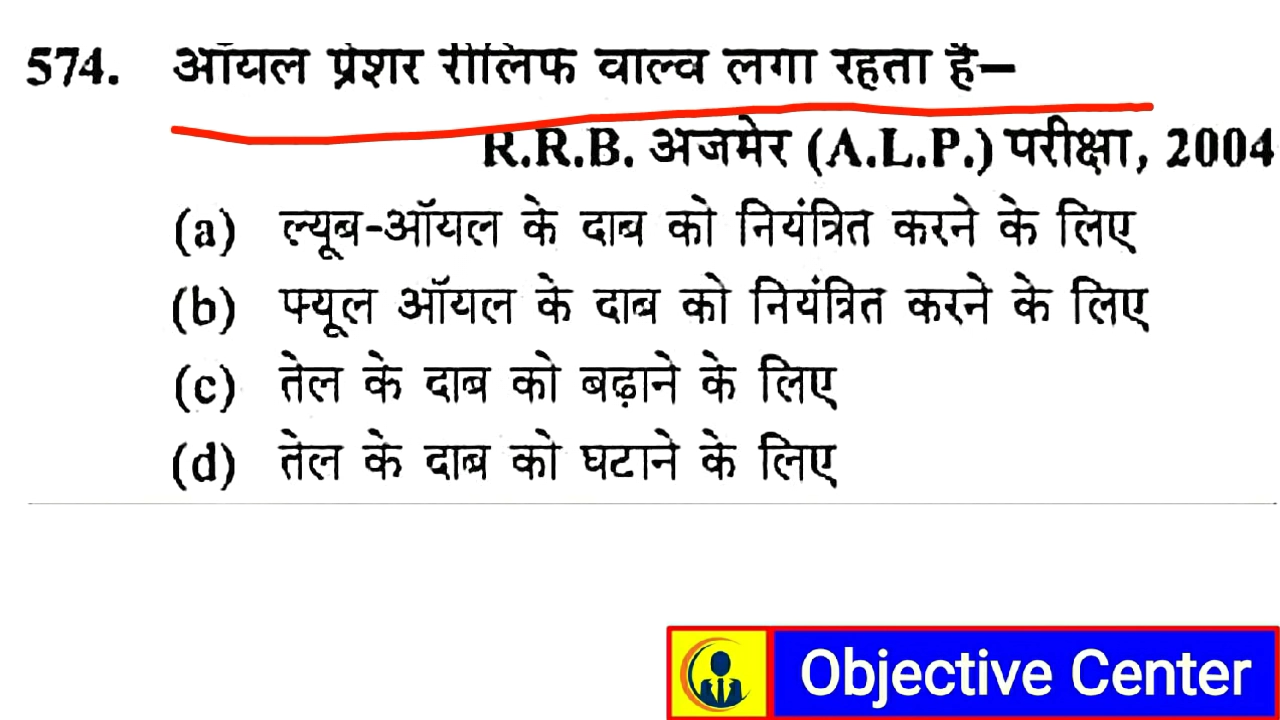 574. ऑयल प्रेशर रीलिफ वाल्व लगा रहता है–
R.R.B. अजमेर (A.L.P.) परीक्षा, 2004
(a) ल्यूब-ऑयल के दाब को नियंत्रित करने के लिए
(b) फ्यूल ऑयल के दाब को नियंत्रित करने के लिए
(c) तेल के दाब को बढ़ाने के लिए
(d) तेल के दाब को घटाने के लिए
Objective Center